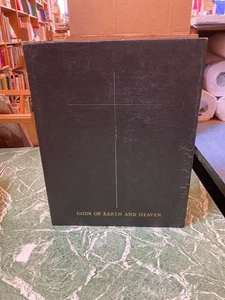 GODS OF EARTH AND HEAVEN